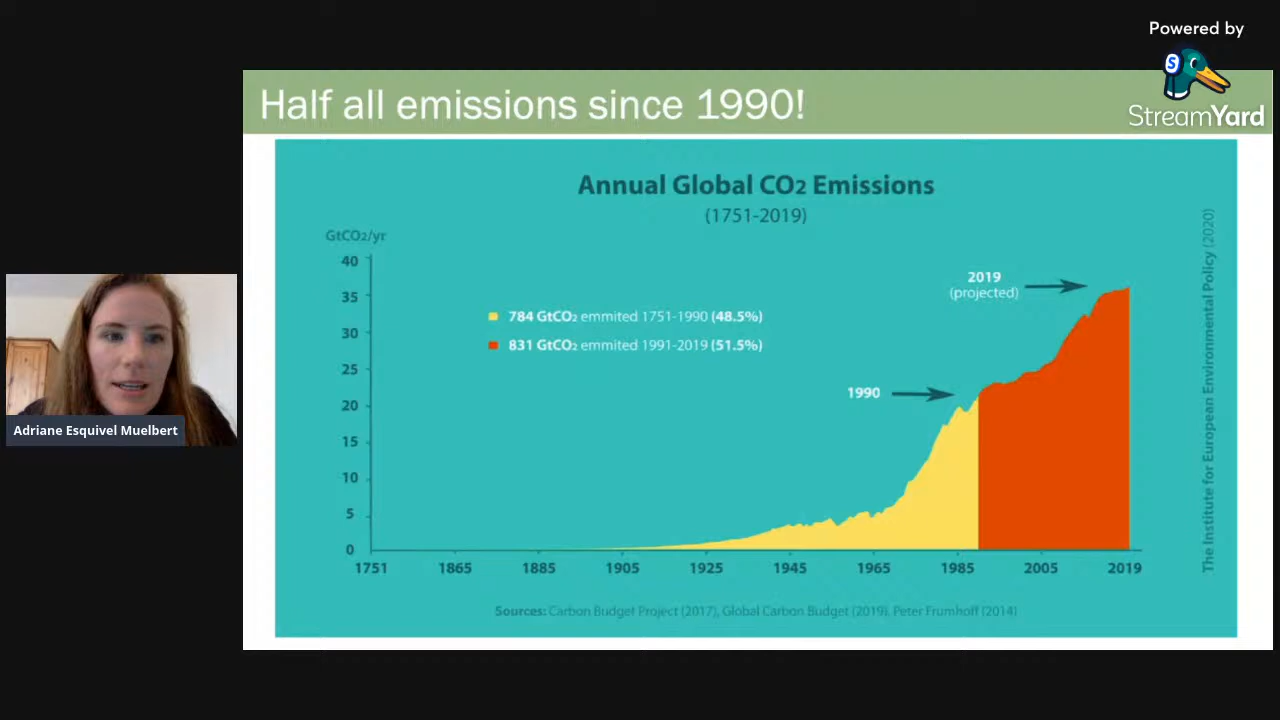 Powered by
S
StreamYard
Half all emissions since 1990!
Annual Global CO2 Emissions
(1751-2019)
GtCO2/yr
40
35
30
25
20
15
10
5
0
784 GtCO2 emmited 1751-1990 (48.5%)
831 GtCO2 emmited 1991-2019 (51.5%)
2019
(projected)
1990
1751 1865 1885 1905 1925 1945 1965 1985 2005 2019
Sources: Carbon Budget Project (2017), Global Carbon Budget (2019), Peter Frumhoff (2014)
The Institute for European Environmental Policy (2020)
Adriane Esquivel Muelbert